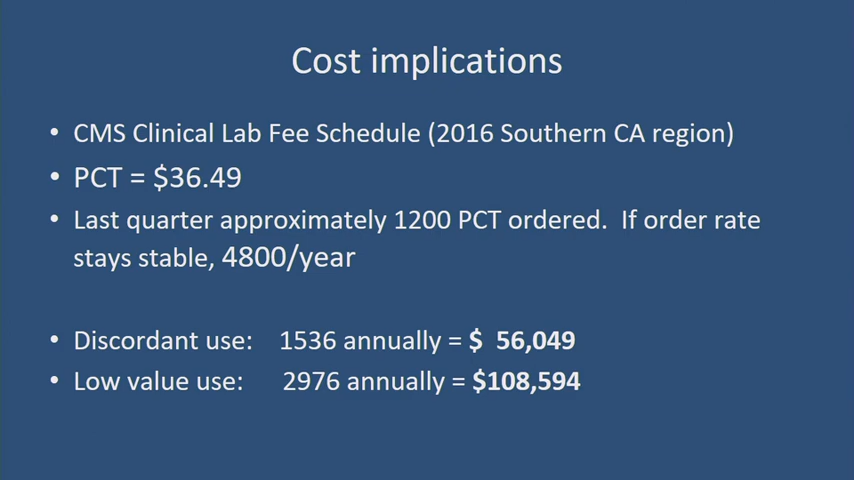 Cost implications
• CMS Clinical Lab Fee Schedule (2016 Southern CA region)
• PCT = $36.49
• Last quarter approximately 1200 PCT ordered.  If order rate
stays stable, 4800/year
• Discordant use: 1536 annually = $ 56,049
• Low value use: 2976 annually = $108,594